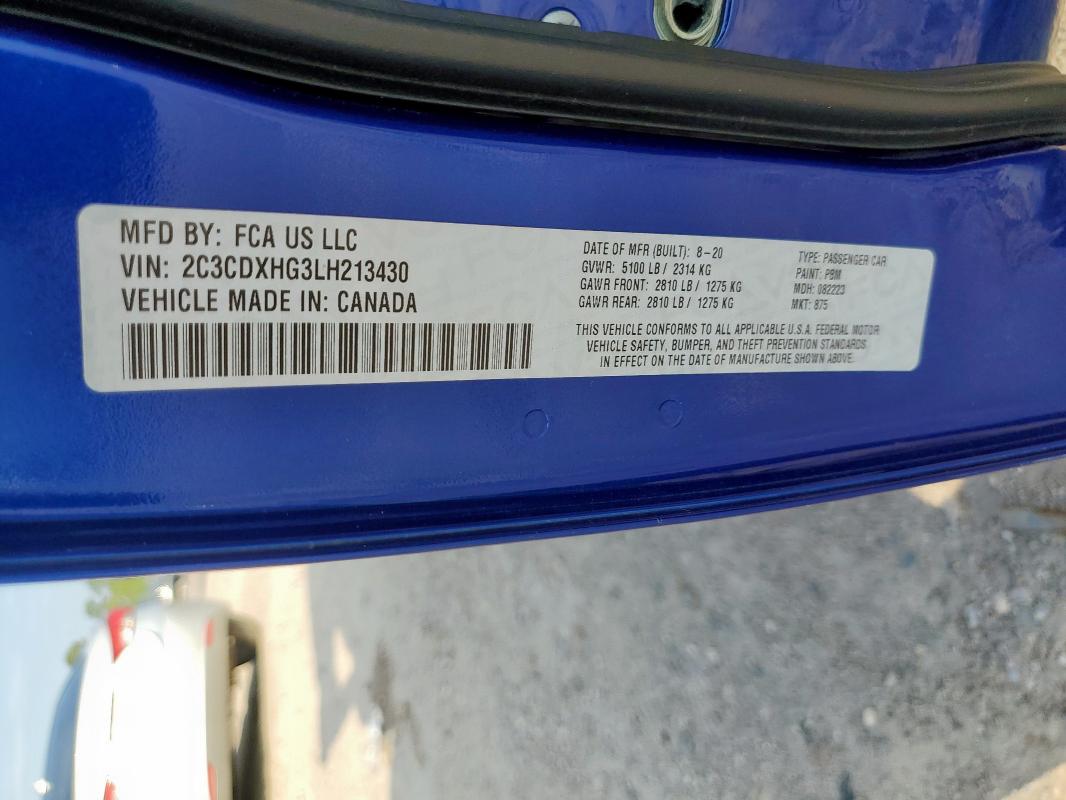 MFD BY: FCA US LLC
VIN: 2C3CDXHG3LH213430
VEHICLE MADE IN: CANADA
DATE OF MFR (BUILT): 8-20
GVWR: 5100 LB / 2314 KG
GAWR FRONT: 2810 LB / 1275 KG
GAWR REAR: 2810 LB / 1275 KG
TYPE: PASSENGER CAR
PAINT: PBM
MDH: 082223
MKT: 875
THIS VEHICLE CONFORMS TO ALL APPLICABLE U.S.A. FEDERAL MOTOR
VEHICLE SAFETY, BUMPER, AND THEFT PREVENTION STANDARDS
IN EFFECT ON THE DATE OF MANUFACTURE SHOWN ABOVE.